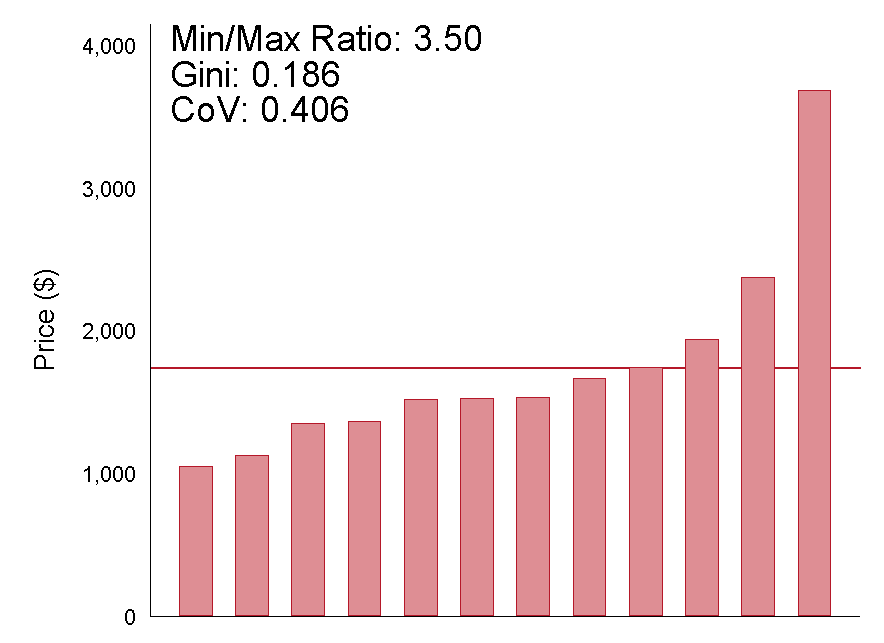 Min/Max Ratio: 3.50
Gini: 0.186
CoV: 0.406
Price ($)
4,000
3,000
2,000
1,000
0